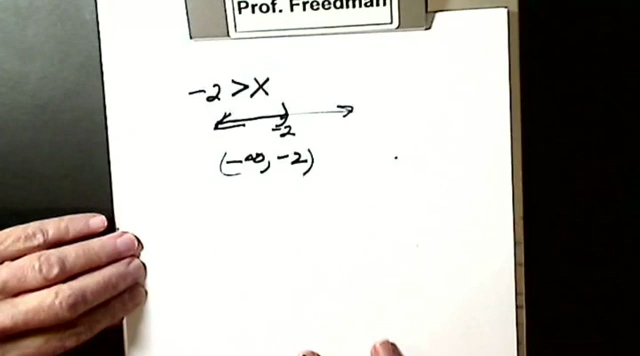 Prof. Freedman
-2 > X
-2
(-∞, -2)